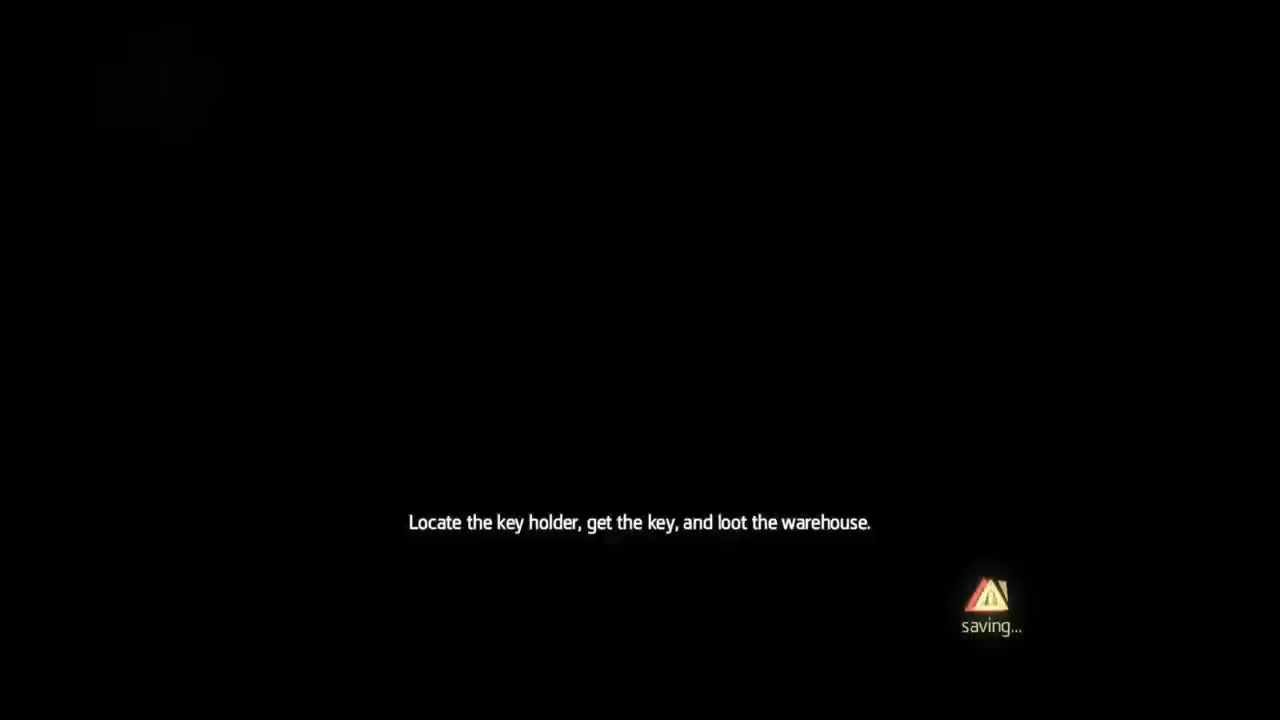 Locate the key holder, get the key, and loot the warehouse.
saving...